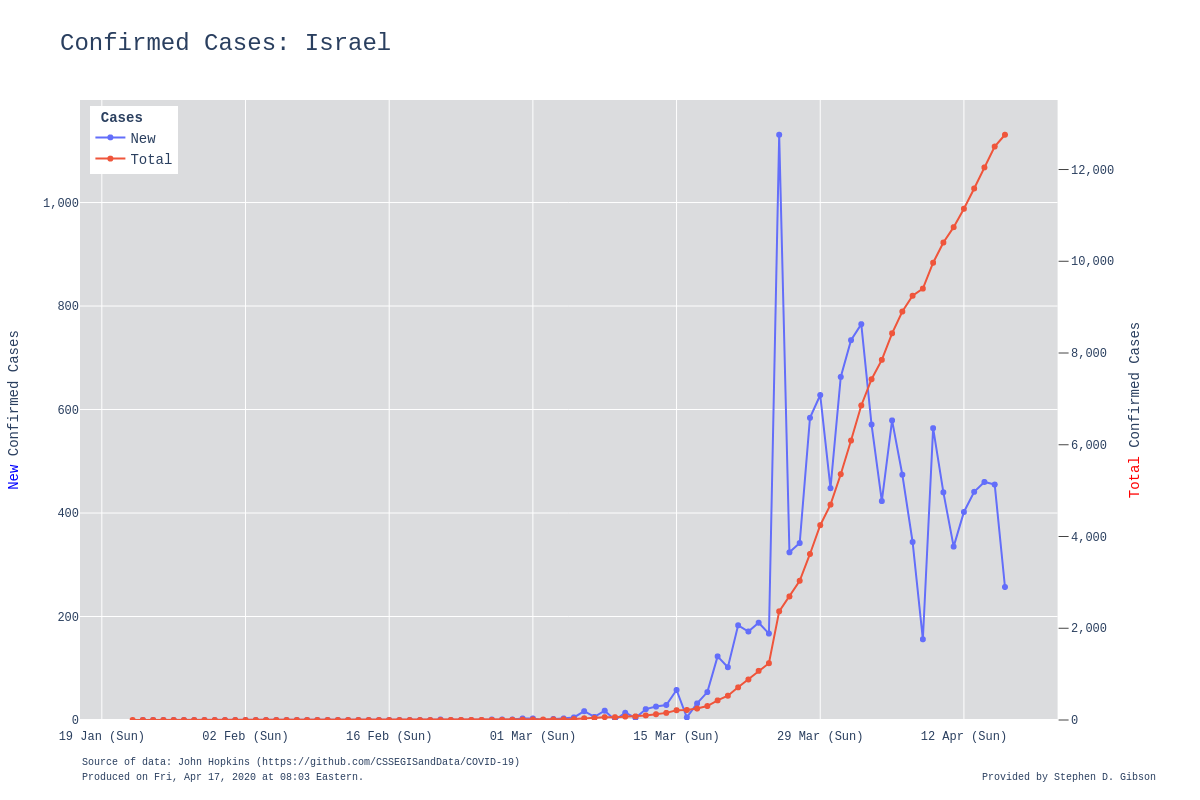 Confirmed Cases: Israel
Cases
New
Total
1,000
800
600
400
200
0
New Confirmed Cases
12,000
10,000
8,000
6,000
4,000
2,000
0
Total Confirmed Cases
19 Jan (Sun) 02 Feb (Sun) 16 Feb (Sun) 01 Mar (Sun) 15 Mar (Sun) 29 Mar (Sun) 12 Apr (Sun)
Source of data: John Hopkins (https://github.com/CSSEGISandData/COVID-19)
Produced on Fri, Apr 17, 2020 at 08:03 Eastern.
Provided by Stephen D. Gibson